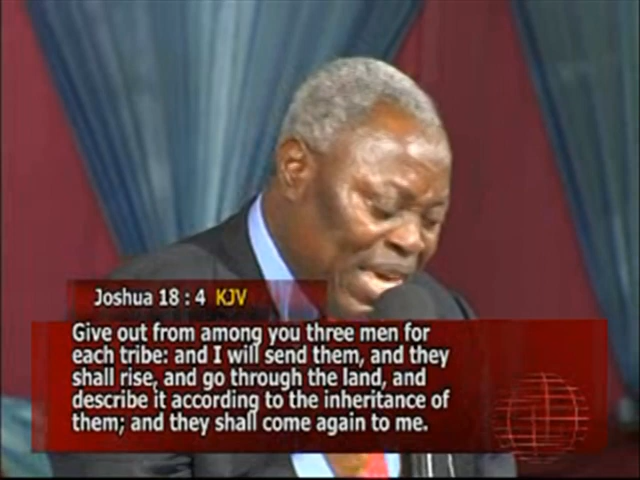 Joshua 18 : 4 KJV
Give out from among you three men for
each tribe: and I will send them, and they
shall rise, and go through the land, and
describe it according to the inheritance of
them; and they shall come again to me.